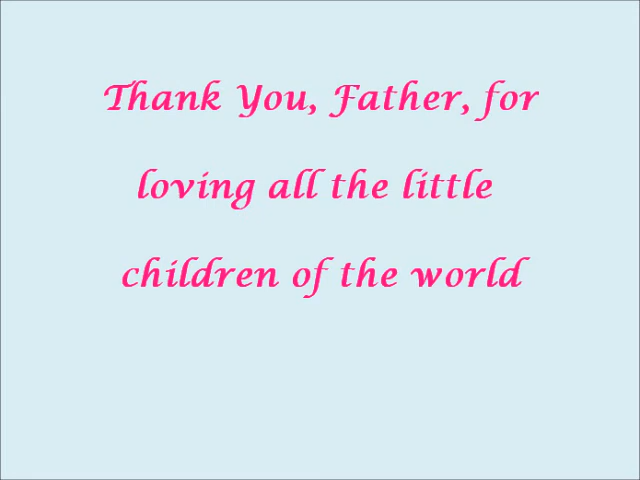 Thank You, Father, for
loving all the little
children of the world